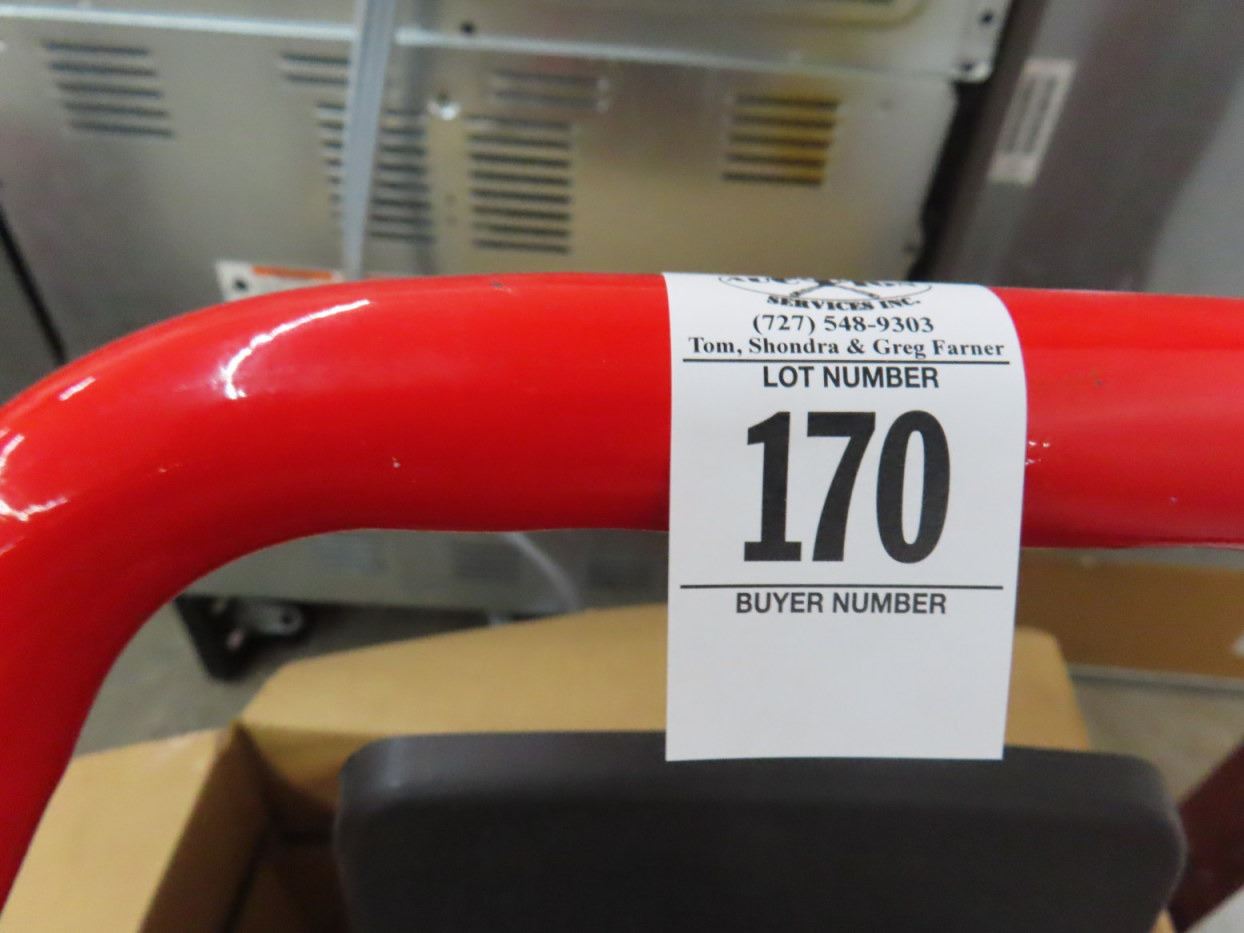 SERVICES INC.
(727) 548-9303
Tom, Shondra & Greg Farner
LOT NUMBER
170
BUYER NUMBER